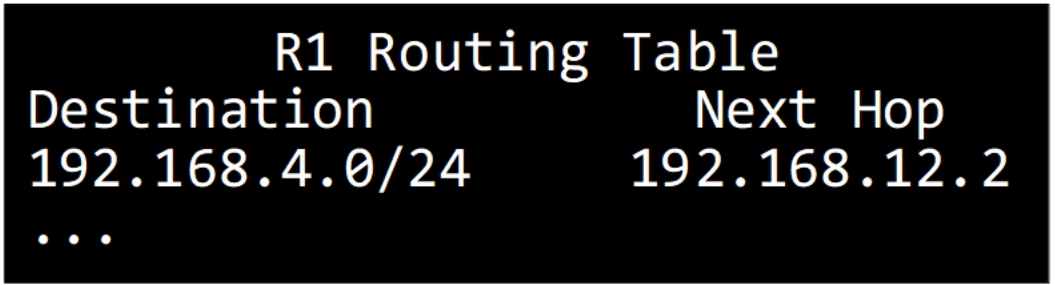 R1 Routing Table
Destination Next Hop
192.168.4.0/24 192.168.12.2
...